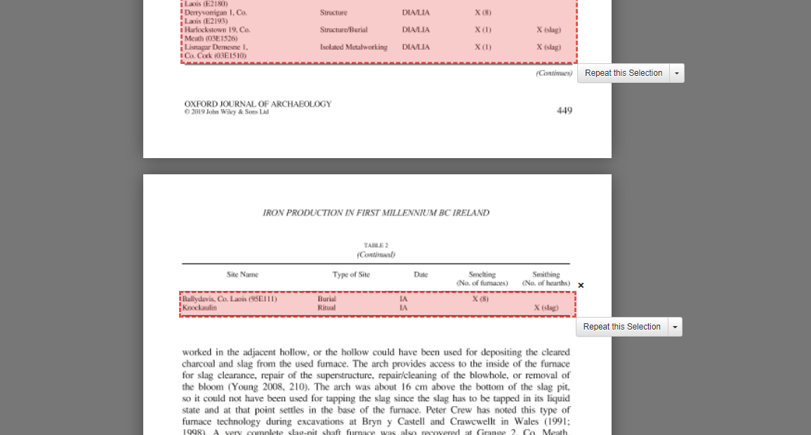 Laois (E2180)
Derryvorrigan 1, Co. Structure DIA/LIA X (8)
Laois (E2193)
Harlockstown 19, Co. Structure/Burial DIA/LIA X (1) X (slag)
Meath (03E1526)
Lisnagar Demesne 1, Isolated Metalworking DIA/LIA X (1) X (slag)
Co. Cork (03E1510)
(Continues)
Repeat this Selection
OXFORD JOURNAL OF ARCHAEOLOGY
© 2019 John Wiley & Sons Ltd 449
IRON PRODUCTION IN FIRST MILLENNIUM BC IRELAND
TABLE 2
(Continued)
Site Name Type of Site Date Smelting Smithing
(No. of furnaces) (No. of hearths)
Ballydavis, Co. Laois (95E111) Burial IA X (8)
Knockaulin Ritual IA X (slag)
Repeat this Selection
worked in the adjacent hollow, or the hollow could have been used for depositing the cleared
charcoal and slag from the used furnace. The arch provides access to the inside of the furnace
for slag clearance, repair of the superstructure, repair/cleaning of the blowhole, or removal of
the bloom (Young 2008, 210). The arch was about 16 cm above the bottom of the slag pit,
so it could not have been used for tapping the slag since the slag has to be tapped in its liquid
state and at that point settles in the base of the furnace. Peter Crew has noted this type of
furnace technology during excavations at Bryn y Castell and Crawcwellt in Wales (1991;
1998). A very complete slag-pit shaft furnace was also recovered at Grange 2, Co. Meath,